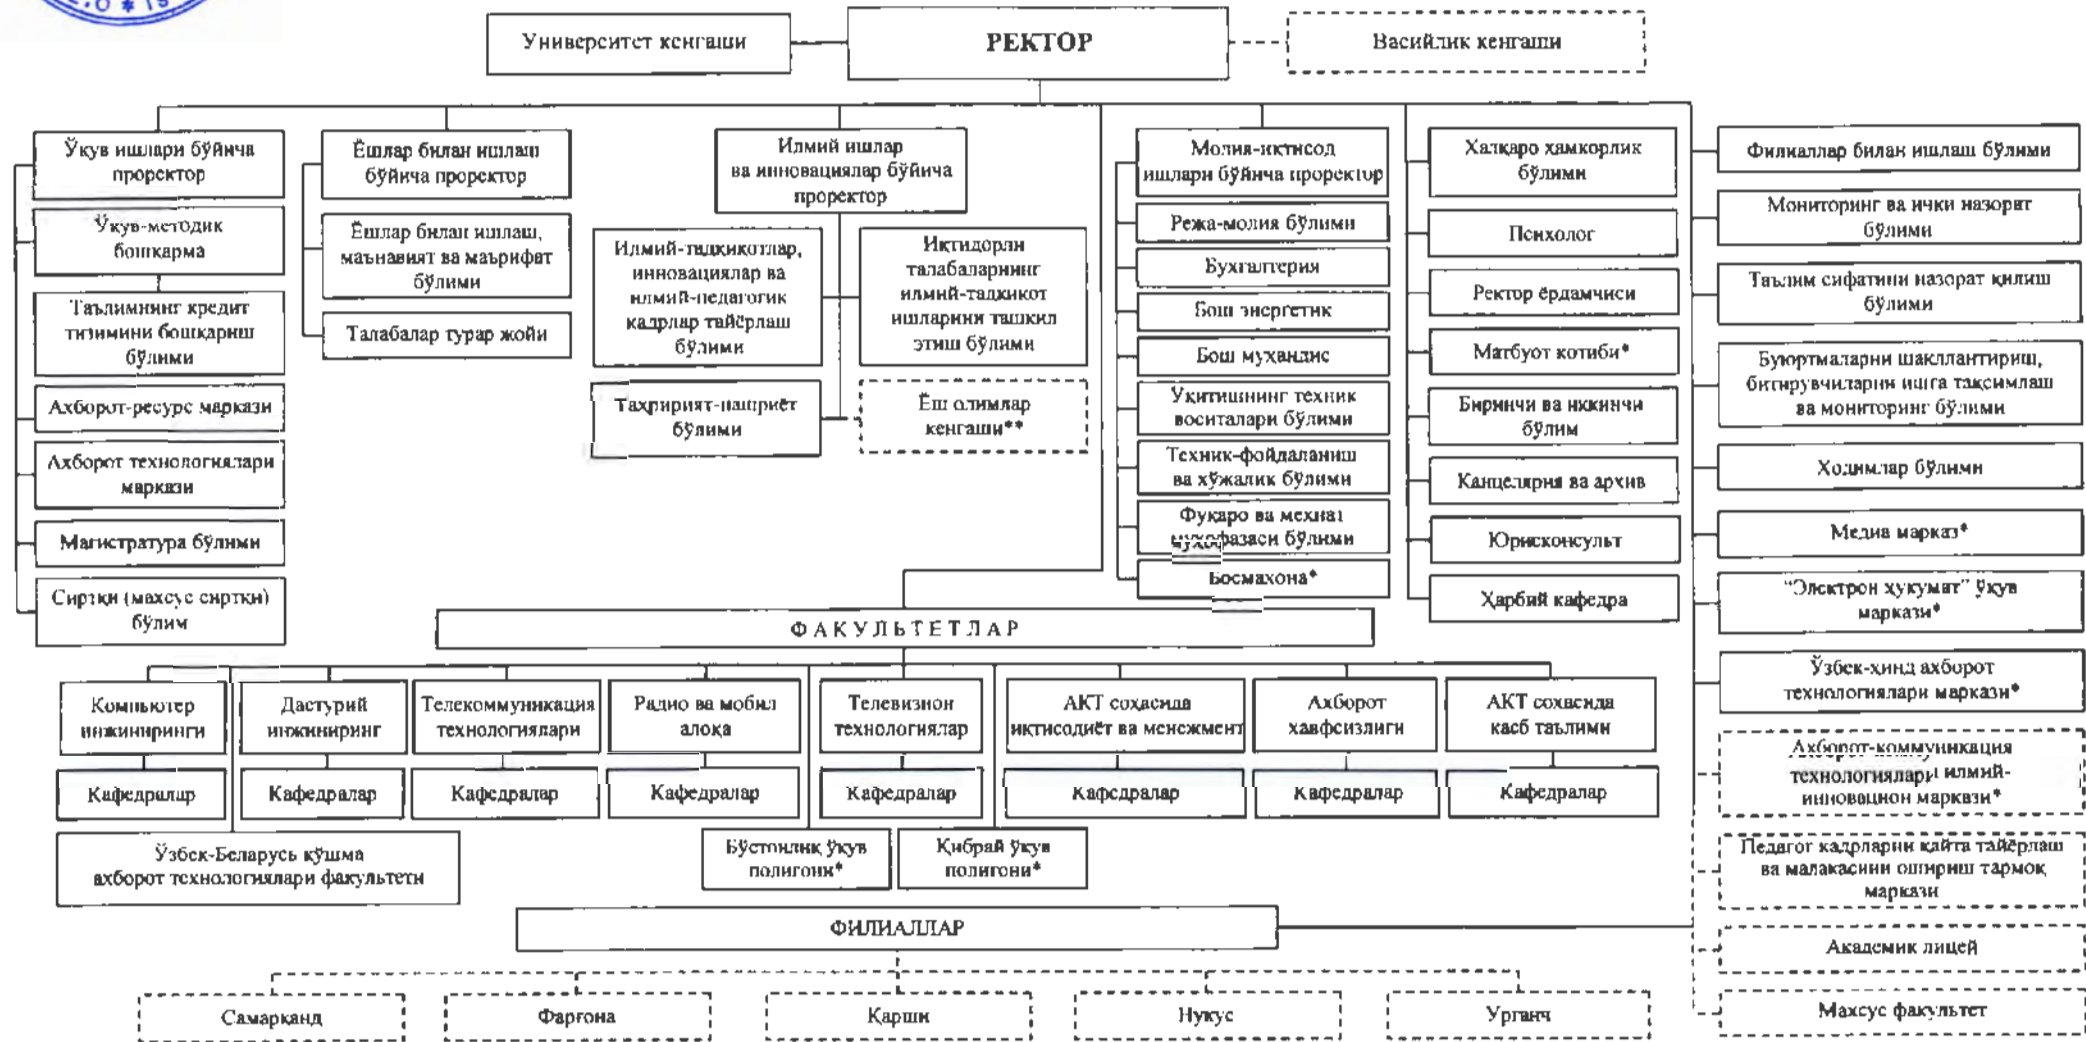 Университет кенгаши
РЕКТОР
Васийлик кенгаши
Ўқув ишлари бўйича
проректор
Ўқув-методик
бошқарма
Таълимнинг кредит
тизимини бошқариш
бўлими
Ахборот-ресурс маркази
Ахборот технологиялари
маркази
Магистратура бўлими
Сиртқи (махсус сиртқи)
бўлим
Ёшлар билан ишлаш
бўйича проректор
Ёшлар билан ишлаш,
маънавият ва маърифат
бўлими
Талабалар турар жойи
Илмий ишлар
ва инновациялар бўйича
проректор
Илмий-тадқиқотлар,
инновациялар ва
илмий-педагогик
кадрлар тайёрлаш
бўлими
Иқтидорли
талабаларнинг
илмий-тадқиқот
ишларини ташкил
этиш бўлими
Таҳририят-нашриёт
бўлими
Ёш олимлар
кенгаши**
Молия-иқтисод
ишлари бўйича проректор
Режа-молия бўлими
Бухгалтерия
Бош энергетик
Бош муҳандис
Ўқитишнинг техник
воситалари бўлими
Техник-фойдаланиш
ва хўжалик бўлими
Фуқаро ва меҳнат
муҳофазаси бўлими
Босмахона*
Халқаро ҳамкорлик
бўлими
Психолог
Ректор ёрдамчиси
Матбуот котиби*
Биринчи ва иккинчи
бўлим
Канцелярия ва архив
Юрисконсульт
Ҳарбий кафедра
Филиаллар билан ишлаш бўлими
Мониторинг ва ички назорат
бўлими
Таълим сифатини назорат қилиш
бўлими
Буюртмаларни шакллантириш,
битирувчиларни ишга тақсимлаш
ва мониторинг бўлими
Ходимлар бўлими
Медиа марказ*
"Электрон ҳукумат" ўқув
маркази*
Ўзбек-ҳинд ахборот
технологиялари маркази*
Ахборот-коммуникация
технологиялари илмий-
инновацион маркази*
Педагог кадрларни қайта тайёрлаш
ва малакасини ошириш тармоқ
маркази
Академик лицей
Махсус факультет
ФАКУЛЬТЕТЛАР
Компьютер
инжиниринги
Дастурий
инжиниринг
Телекоммуникация
технологиялари
Радио ва мобил
алоқа
Телевизион
технологиялар
АКТ соҳасида
иқтисодиёт ва менежмент
Ахборот
хавфсизлиги
АКТ соҳасида
касб таълими
Кафедралар
Кафедралар
Кафедралар
Кафедралар
Кафедралар
Кафедралар
Кафедралар
Кафедралар
Ўзбек-Беларусь қўшма
ахборот технологиялари факультети
Бўстонлиқ ўқув
полигони*
Қибрай ўқув
полигони*
ФИЛИАЛЛАР
Самарқанд
Фарғона
Қарши
Нукус
Урганч